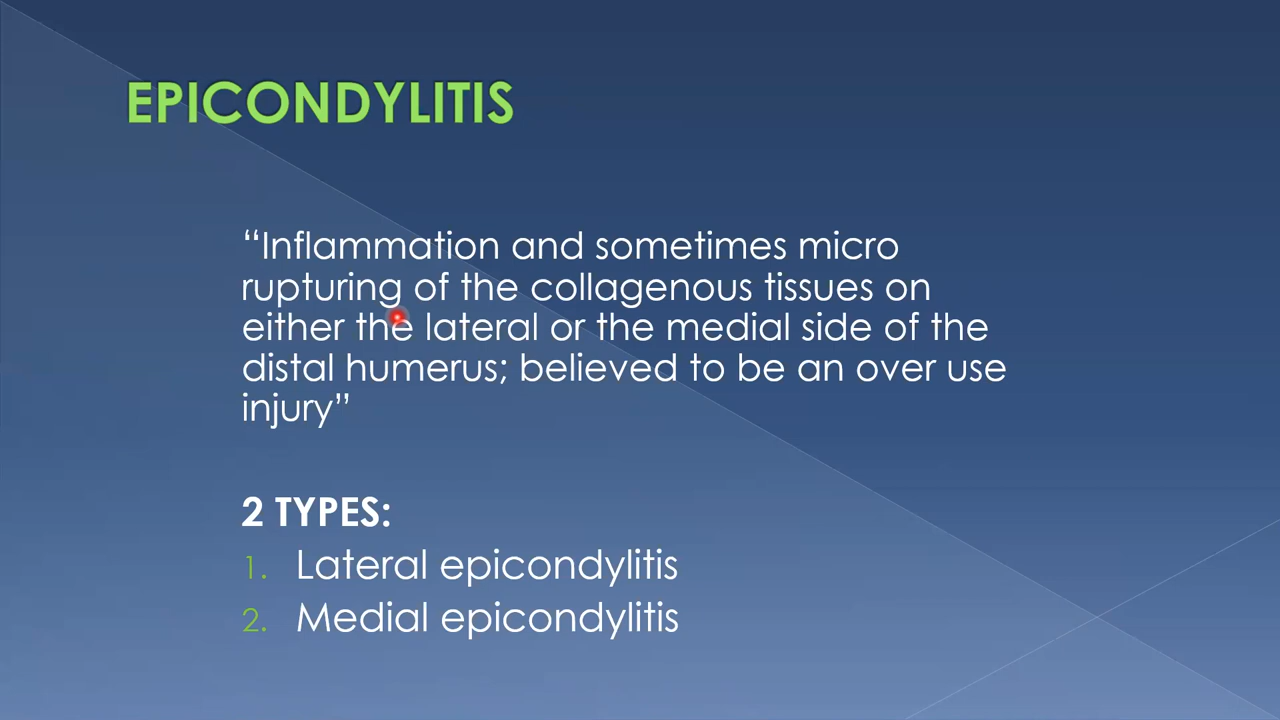 EPICONDYLITIS
“Inflammation and sometimes micro
rupturing of the collagenous tissues on
either the lateral or the medial side of the
distal humerus; believed to be an over use
injury”
2 TYPES:
1. Lateral epicondylitis
2. Medial epicondylitis